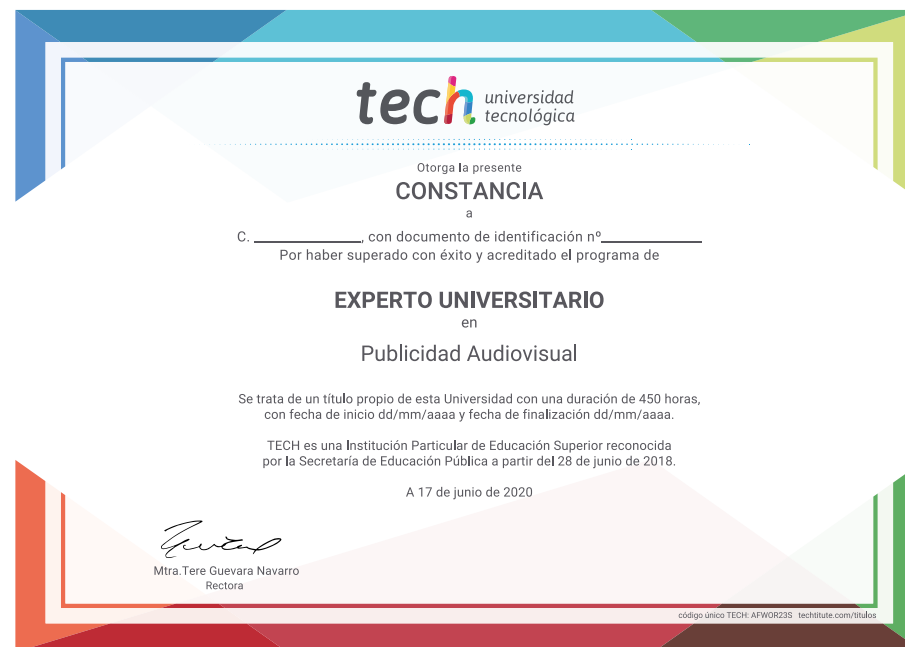 tech universidad
tecnológica
Otorga la presente
CONSTANCIA
a
C. ____________, con documento de identificación nº____________
Por haber superado con éxito y acreditado el programa de
EXPERTO UNIVERSITARIO
en
Publicidad Audiovisual
Se trata de un título propio de esta Universidad con una duración de 450 horas,
con fecha de inicio dd/mm/aaaa y fecha de finalización dd/mm/aaaa.
TECH es una Institución Particular de Educación Superior reconocida
por la Secretaría de Educación Pública a partir del 28 de junio de 2018.
A 17 de junio de 2020
Mtra.Tere Guevara Navarro
Rectora
código único TECH: AFWOR23S techtitute.com/titulos